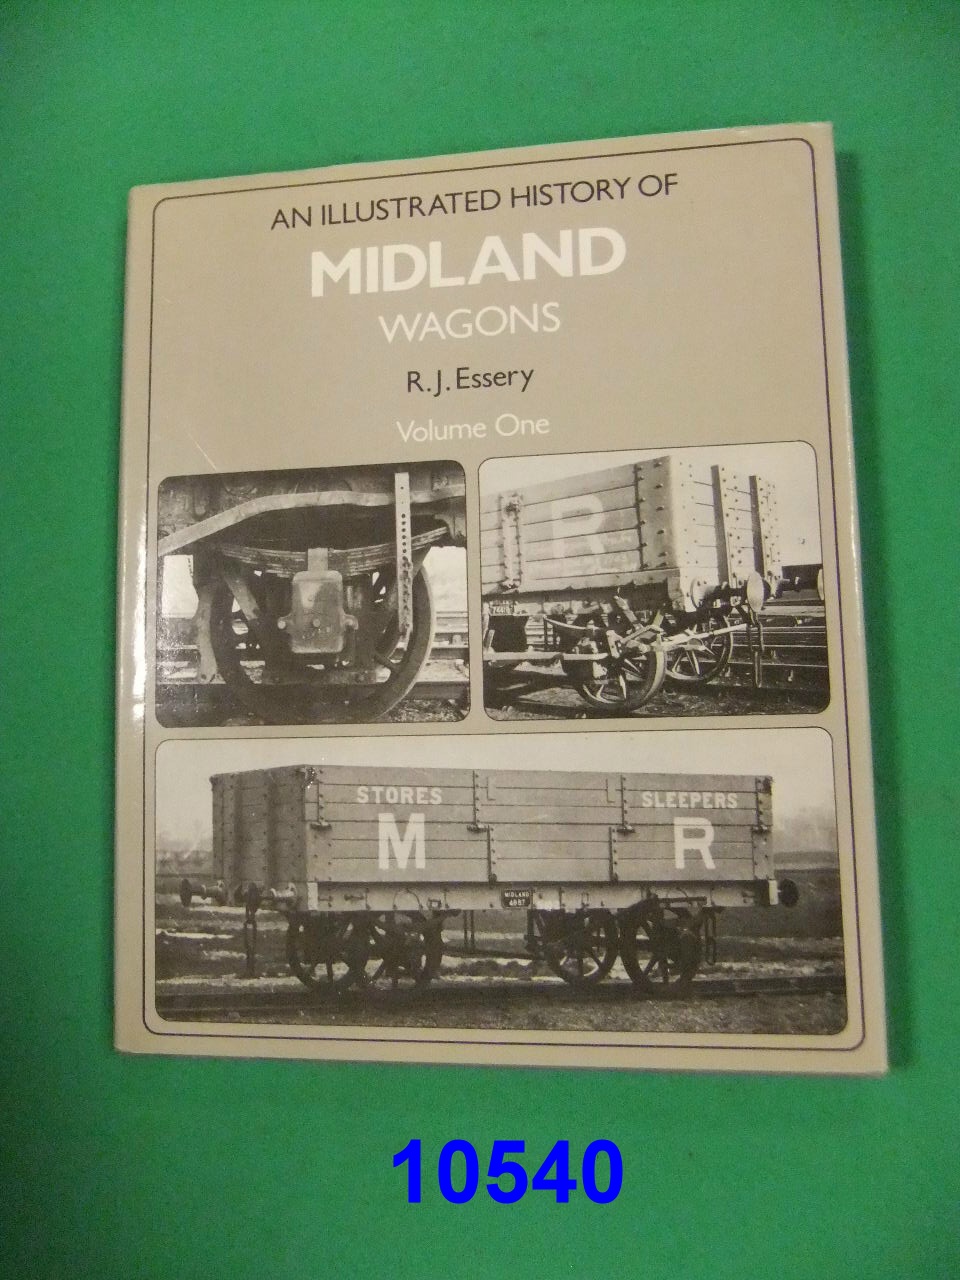 AN ILLUSTRATED HISTORY OF
MIDLAND
WAGONS
R.J. Essery
Volume One
R
STORES SLEEPERS
M R
MIDLAND
10540